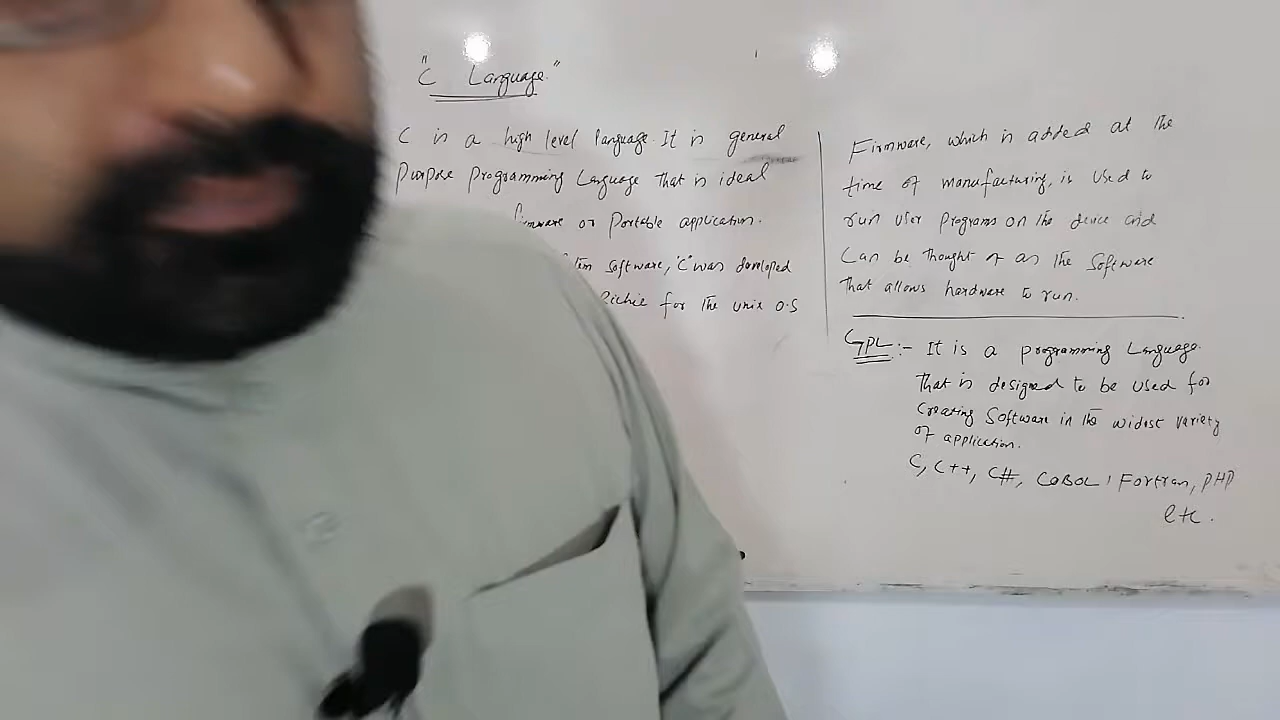 "C Language"
C is a high level language. It is general
Purpose Programming Language that is ideal
or Portable application.
software, "C" was developed
for the unix O.S
Firmware, which is added at the
time of manufacturing, is used to
run user programs on the device and
Can be thought of as the software
that allows hardware to run.
GPL :- It is a programming Language
that is designed to be used for
creating software in the widest variety
of application.
C, C++, C#, COBOL, Fortran, PHP
etc.